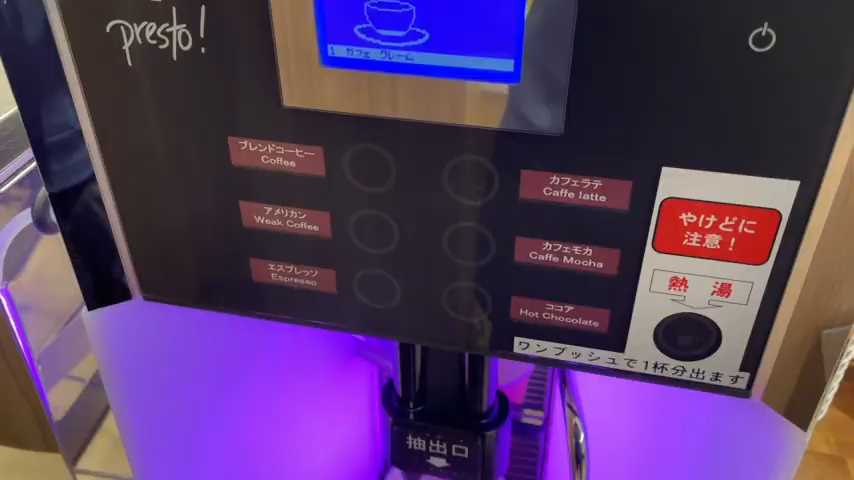 presto!
1 カフェ クレーム
ブレンドコーヒー
Coffee
アメリカン
Weak Coffee
エスプレッソ
Espresso
カフェラテ
Caffe latte
カフェモカ
Caffe Mocha
ココア
Hot Chocolate
やけどに
注意！
熱 湯
ワンプッシュで1杯分出ます
抽出口